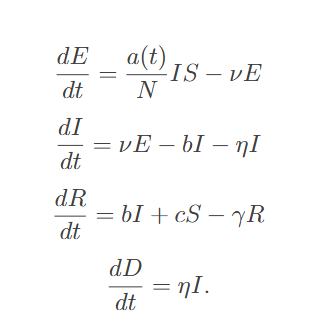 dE/dt = a(t)/N IS − νE
dI/dt = νE − bI − ηI
dR/dt = bI + cS − γR
dD/dt = ηI.